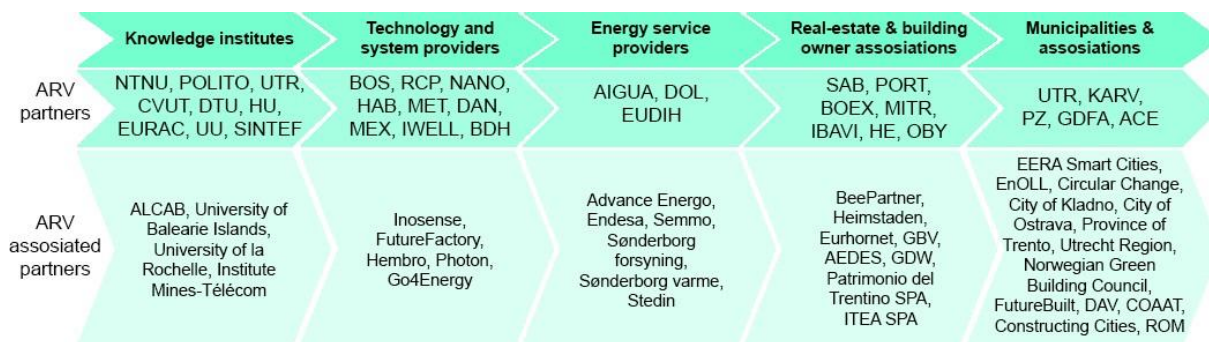 Knowledge institutes
Technology and
system providers
Energy service
providers
Real-estate & building
owner assosiations
Municipalities &
assosiations
ARV
partners
NTNU, POLITO, UTR,
CVUT, DTU, HU,
EURAC, UU, SINTEF
BOS, RCP, NANO,
HAB, MET, DAN,
MEX, IWELL, BDH
AIGUA, DOL,
EUDIH
SAB, PORT,
BOEX, MITR,
IBAVI, HE, OBY
UTR, KARV,
PZ, GDFA, ACE
ARV
assosiated
partners
ALCAB, University of
Balearie Islands,
University of la
Rochelle, Institute
Mines-Télécom
Inosense,
FutureFactory,
Hembro, Photon,
Go4Energy
Advance Energo,
Endesa, Semmo,
Sønderborg
forsyning,
Sønderborg varme,
Stedin
BeePartner,
Heimstaden,
Eurhornet, GBV,
AEDES, GDW,
Patrimonio del
Trentino SPA,
ITEA SPA
EERA Smart Cities,
EnOLL, Circular Change,
City of Kladno, City of
Ostrava, Province of
Trento, Utrecht Region,
Norwegian Green
Building Council,
FutureBuilt, DAV, COAAT,
Constructing Cities, ROM